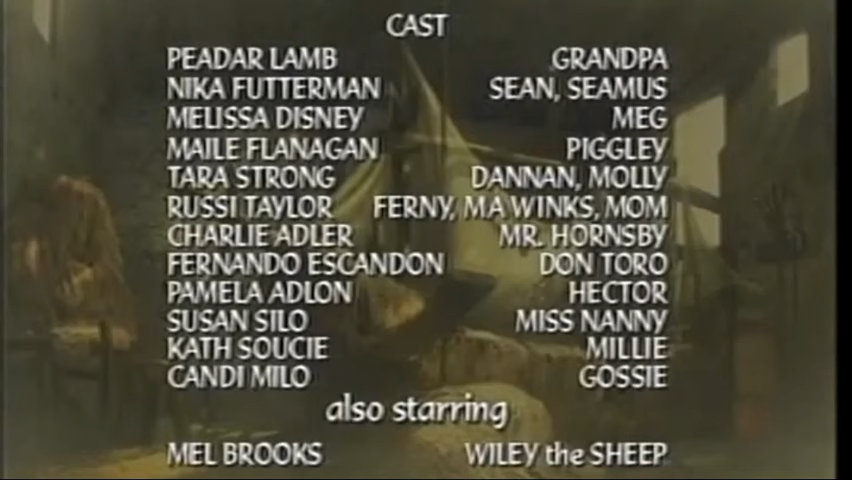 CAST
PEADAR LAMB GRANDPA
NIKA FUTTERMAN SEAN, SEAMUS
MELISSA DISNEY MEG
MAILE FLANAGAN PIGGLEY
TARA STRONG DANNAN, MOLLY
RUSSI TAYLOR FERNY, MA WINKS, MOM
CHARLIE ADLER MR. HORNSBY
FERNANDO ESCANDON DON TORO
PAMELA ADLON HECTOR
SUSAN SILO MISS NANNY
KATH SOUCIE MILLIE
CANDI MILO GOSSIE
also starring
MEL BROOKS WILEY the SHEEP